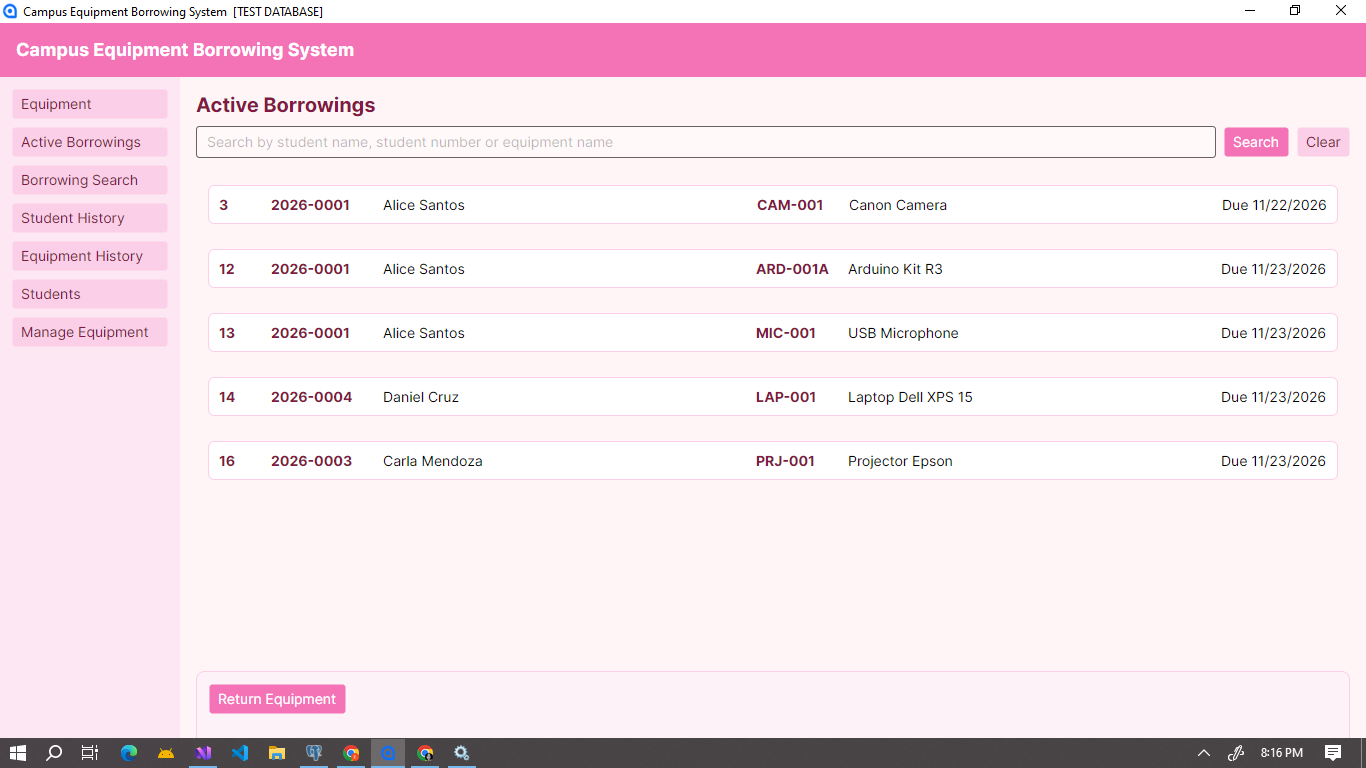 Campus Equipment Borrowing System [TEST DATABASE]
Campus Equipment Borrowing System
Equipment
Active Borrowings
Borrowing Search
Student History
Equipment History
Students
Manage Equipment
Active Borrowings
Search by student name, student number or equipment name
Search
Clear
3 2026-0001 Alice Santos CAM-001 Canon Camera Due 11/22/2026
12 2026-0001 Alice Santos ARD-001A Arduino Kit R3 Due 11/23/2026
13 2026-0001 Alice Santos MIC-001 USB Microphone Due 11/23/2026
14 2026-0004 Daniel Cruz LAP-001 Laptop Dell XPS 15 Due 11/23/2026
16 2026-0003 Carla Mendoza PRJ-001 Projector Epson Due 11/23/2026
Return Equipment
8:16 PM